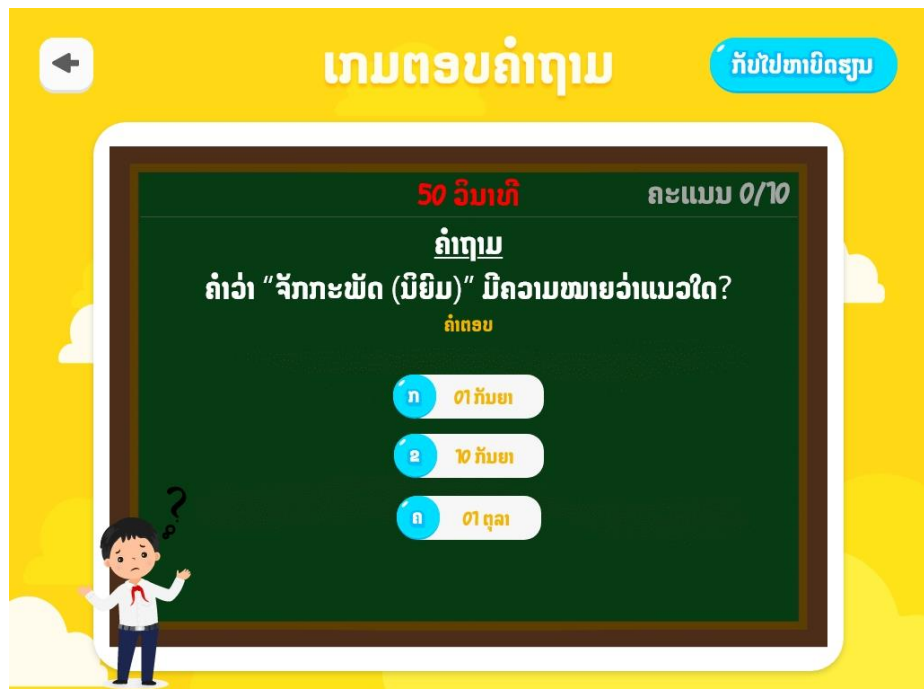 ເກມຕອບຄຳຖາມ
ກັບໄປຫາບົດຮຽນ
50 ວິນາທີ
ຄະແນນ 0/10
ຄຳຖາມ
ຄຳວ່າ “ຈັກກະພັດ (ນິຍົມ)” ມີຄວາມໝາຍວ່າແນວໃດ?
ຄຳຕອບ
ກ 01 ກັນຍາ
ຂ 10 ກັນຍາ
ຄ 01 ຕຸລາ